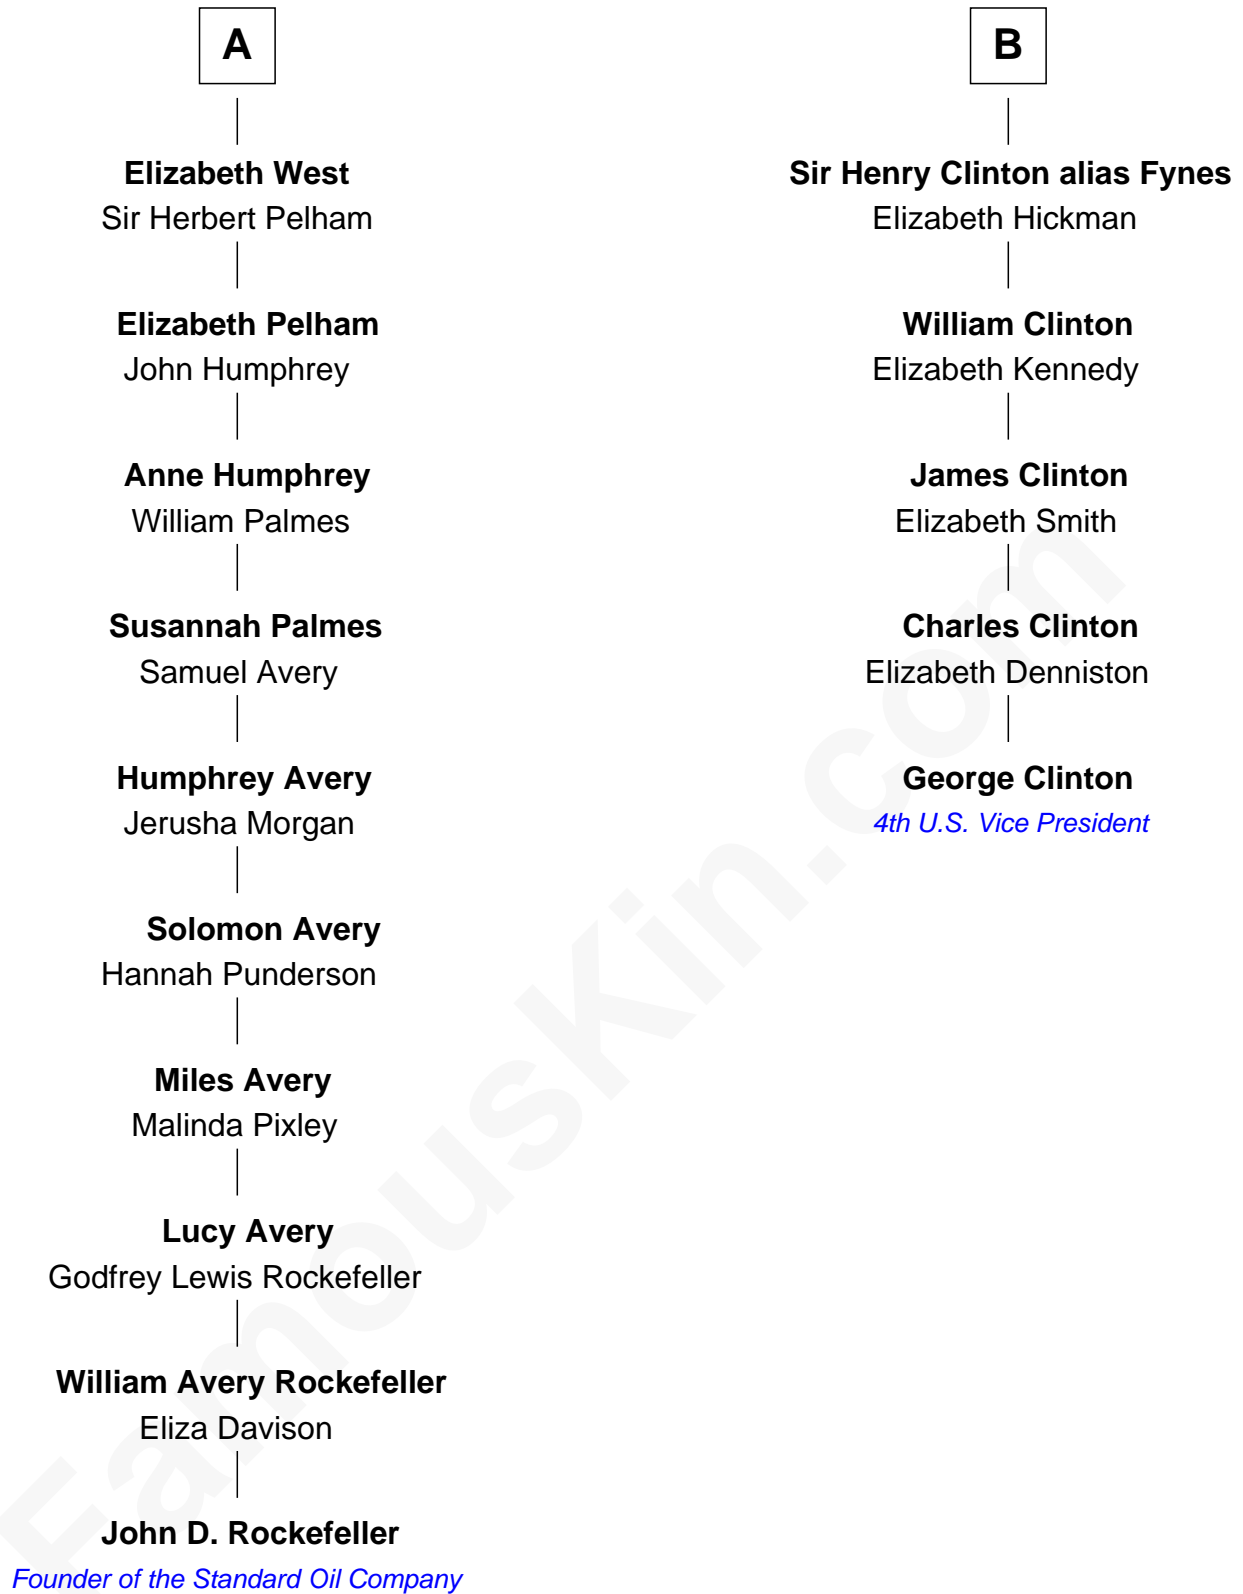 A
Elizabeth West
Sir Herbert Pelham
Elizabeth Pelham
John Humphrey
Anne Humphrey
William Palmes
Susannah Palmes
Samuel Avery
Humphrey Avery
Jerusha Morgan
Solomon Avery
Hannah Punderson
Miles Avery
Malinda Pixley
Lucy Avery
Godfrey Lewis Rockefeller
William Avery Rockefeller
Eliza Davison
John D. Rockefeller
Founder of the Standard Oil Company
B
Sir Henry Clinton alias Fynes
Elizabeth Hickman
William Clinton
Elizabeth Kennedy
James Clinton
Elizabeth Smith
Charles Clinton
Elizabeth Denniston
George Clinton
4th U.S. Vice President
FamousKin.com